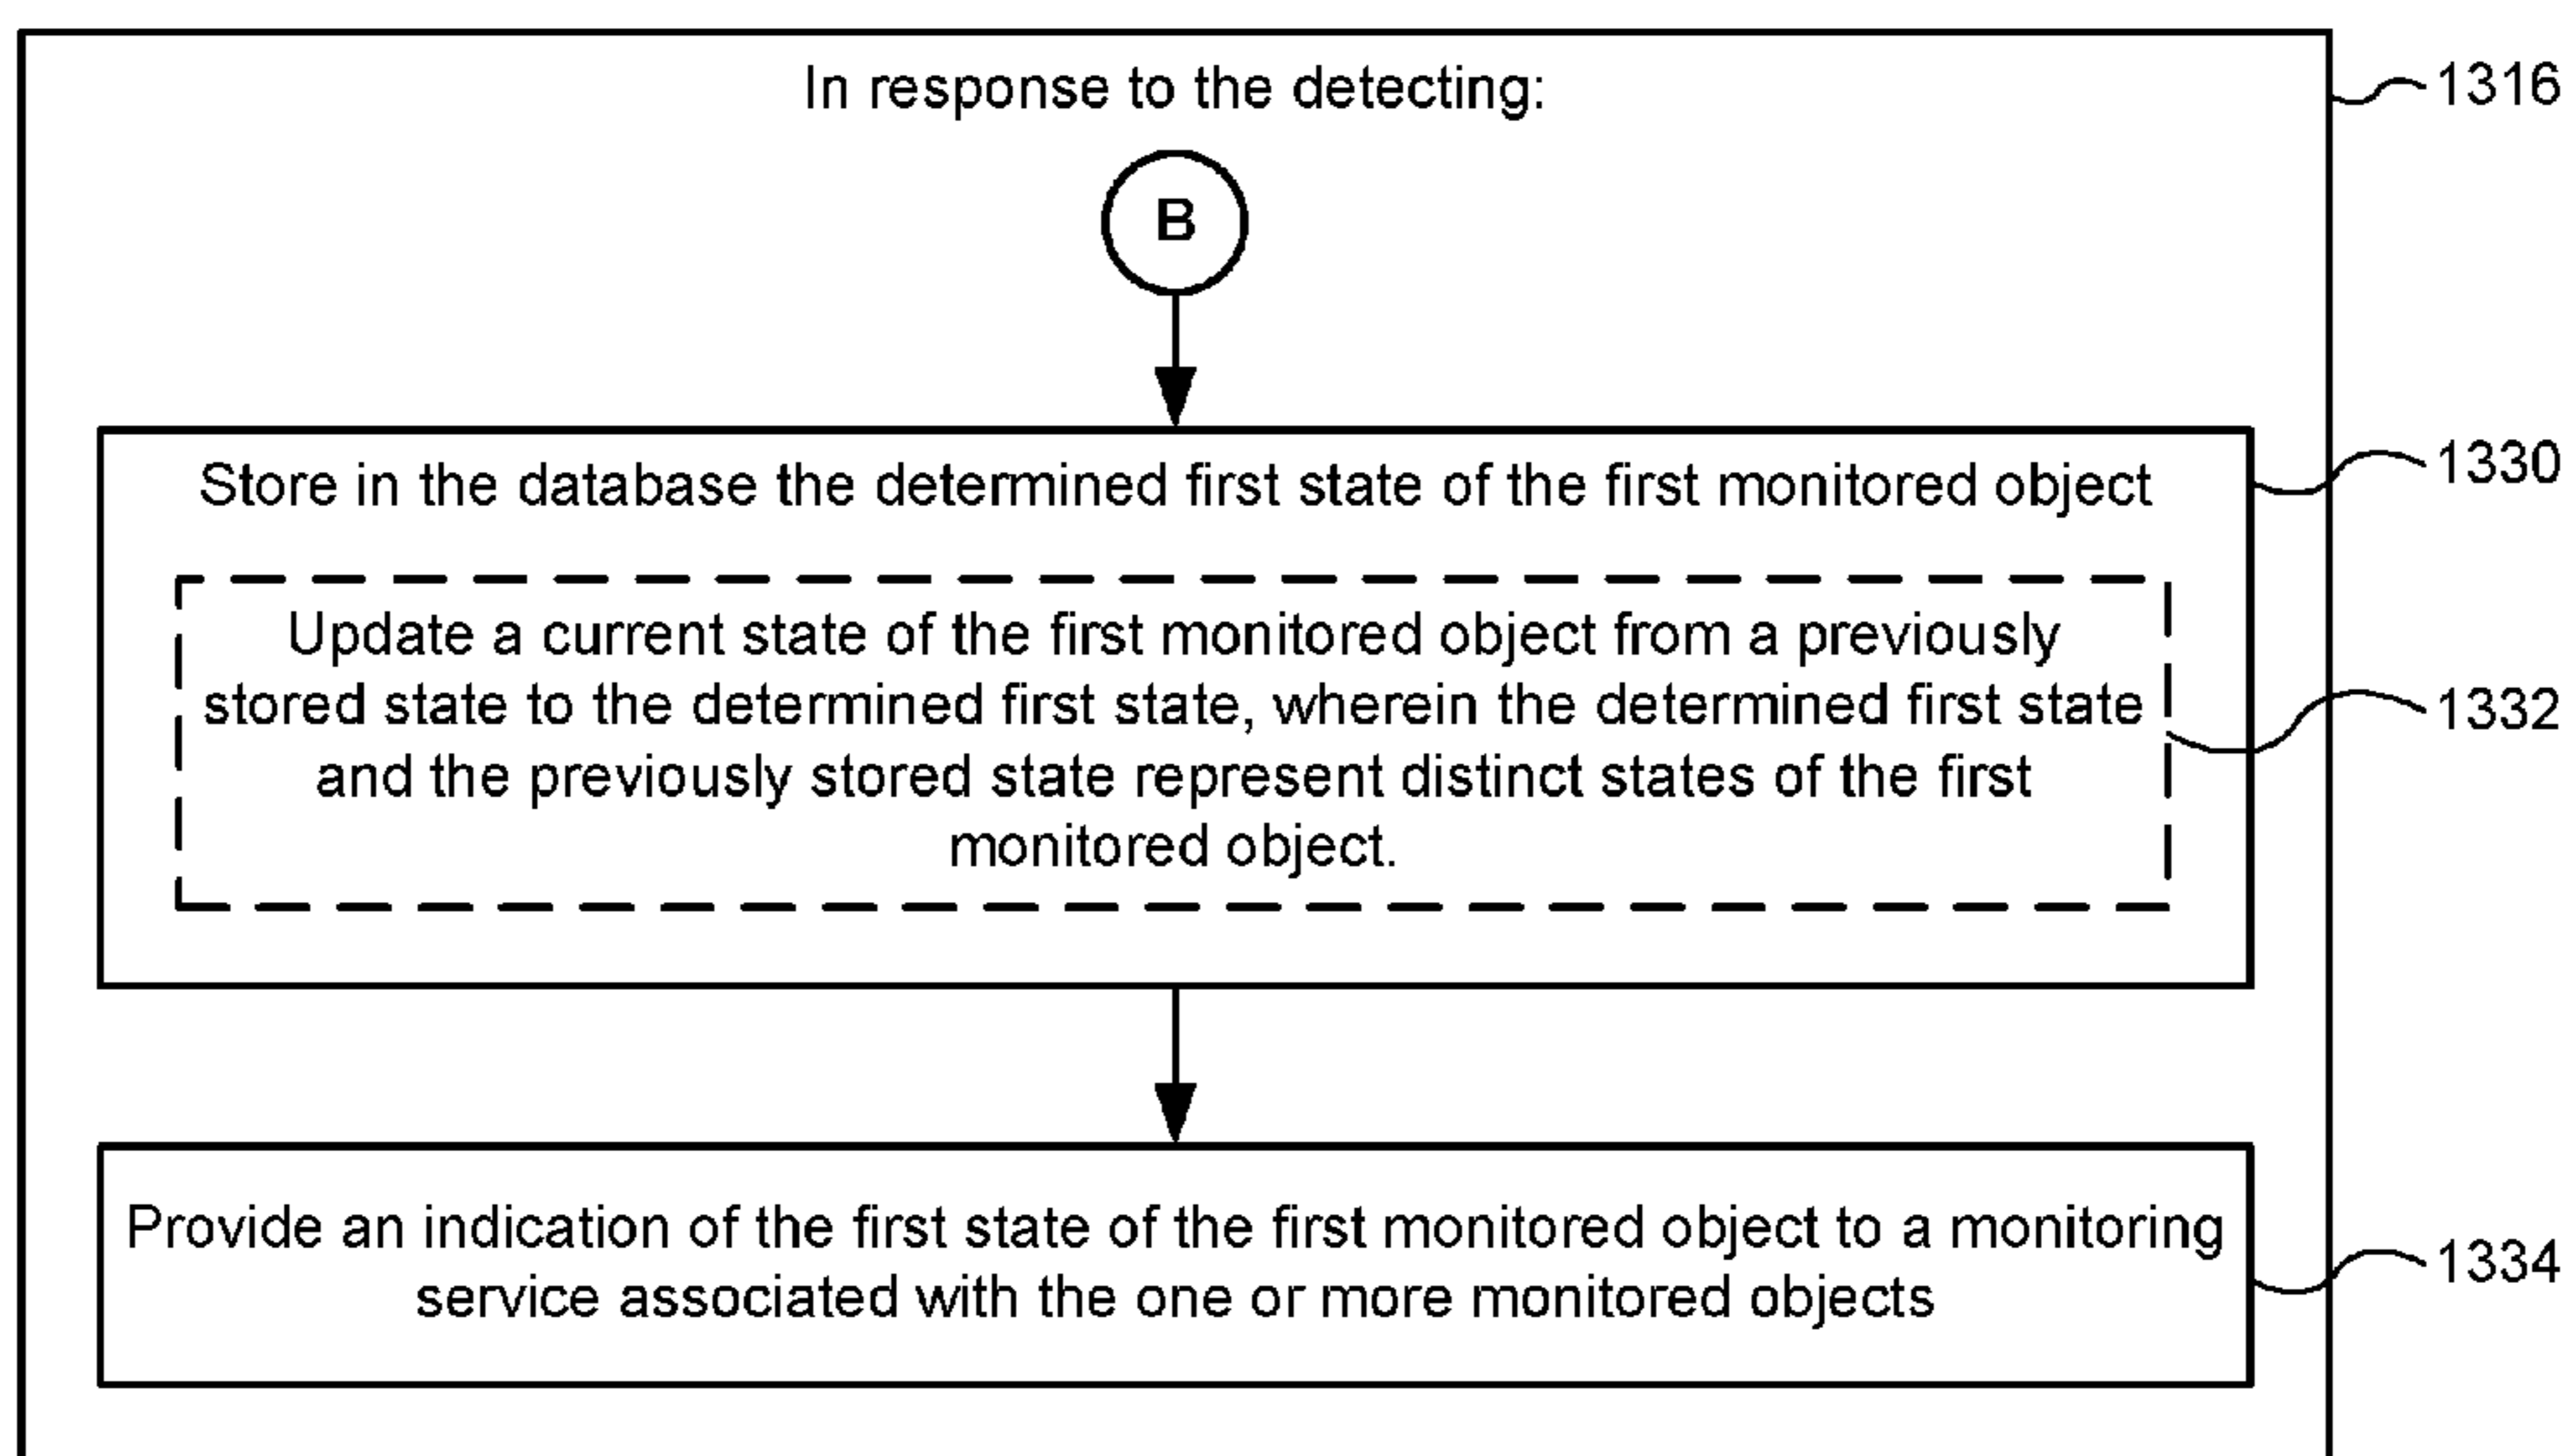 In response to the detecting:
1316
B
Store in the database the determined first state of the first monitored object
1330
Update a current state of the first monitored object from a previously
stored state to the determined first state, wherein the determined first state
1332
and the previously stored state represent distinct states of the first
monitored object.
Provide an indication of the first state of the first monitored object to a monitoring
1334
service associated with the one or more monitored objects